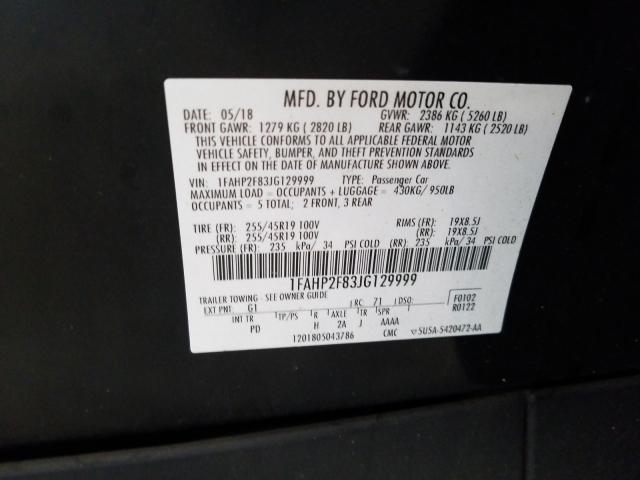 MFD. BY FORD MOTOR CO.
DATE: 05/18 GVWR: 2386 KG ( 5260 LB)
FRONT GAWR: 1279 KG ( 2820 LB) REAR GAWR: 1143 KG ( 2520 LB)
THIS VEHICLE CONFORMS TO ALL APPLICABLE FEDERAL MOTOR
VEHICLE SAFETY, BUMPER, AND THEFT PREVENTION STANDARDS
IN EFFECT ON THE DATE OF MANUFACTURE SHOWN ABOVE.
VIN: 1FAHP2F83JG129999 TYPE: Passenger Car
MAXIMUM LOAD = OCCUPANTS + LUGGAGE = 430KG/950LB
OCCUPANTS = 5 TOTAL; 2 FRONT, 3 REAR
TIRE (FR): 255/45R19 100V RIMS (FR): 19X8.5J
(RR): 255/45R19 100V (RR): 19X8.5J
PRESSURE (FR): 235 kPa/ 34 PSI COLD (RR): 235 kPa/ 34 PSI COLD
1FAHP2F83JG129999
TRAILER TOWING - SEE OWNER GUIDE
EXT PNT: G1 RC: 71 DSO: F0102
INT TR TP/PS R AXLE TR SPR R0122
PD H 2A J AAAA
1201805043786 CMC 5U5A-5420472-AA